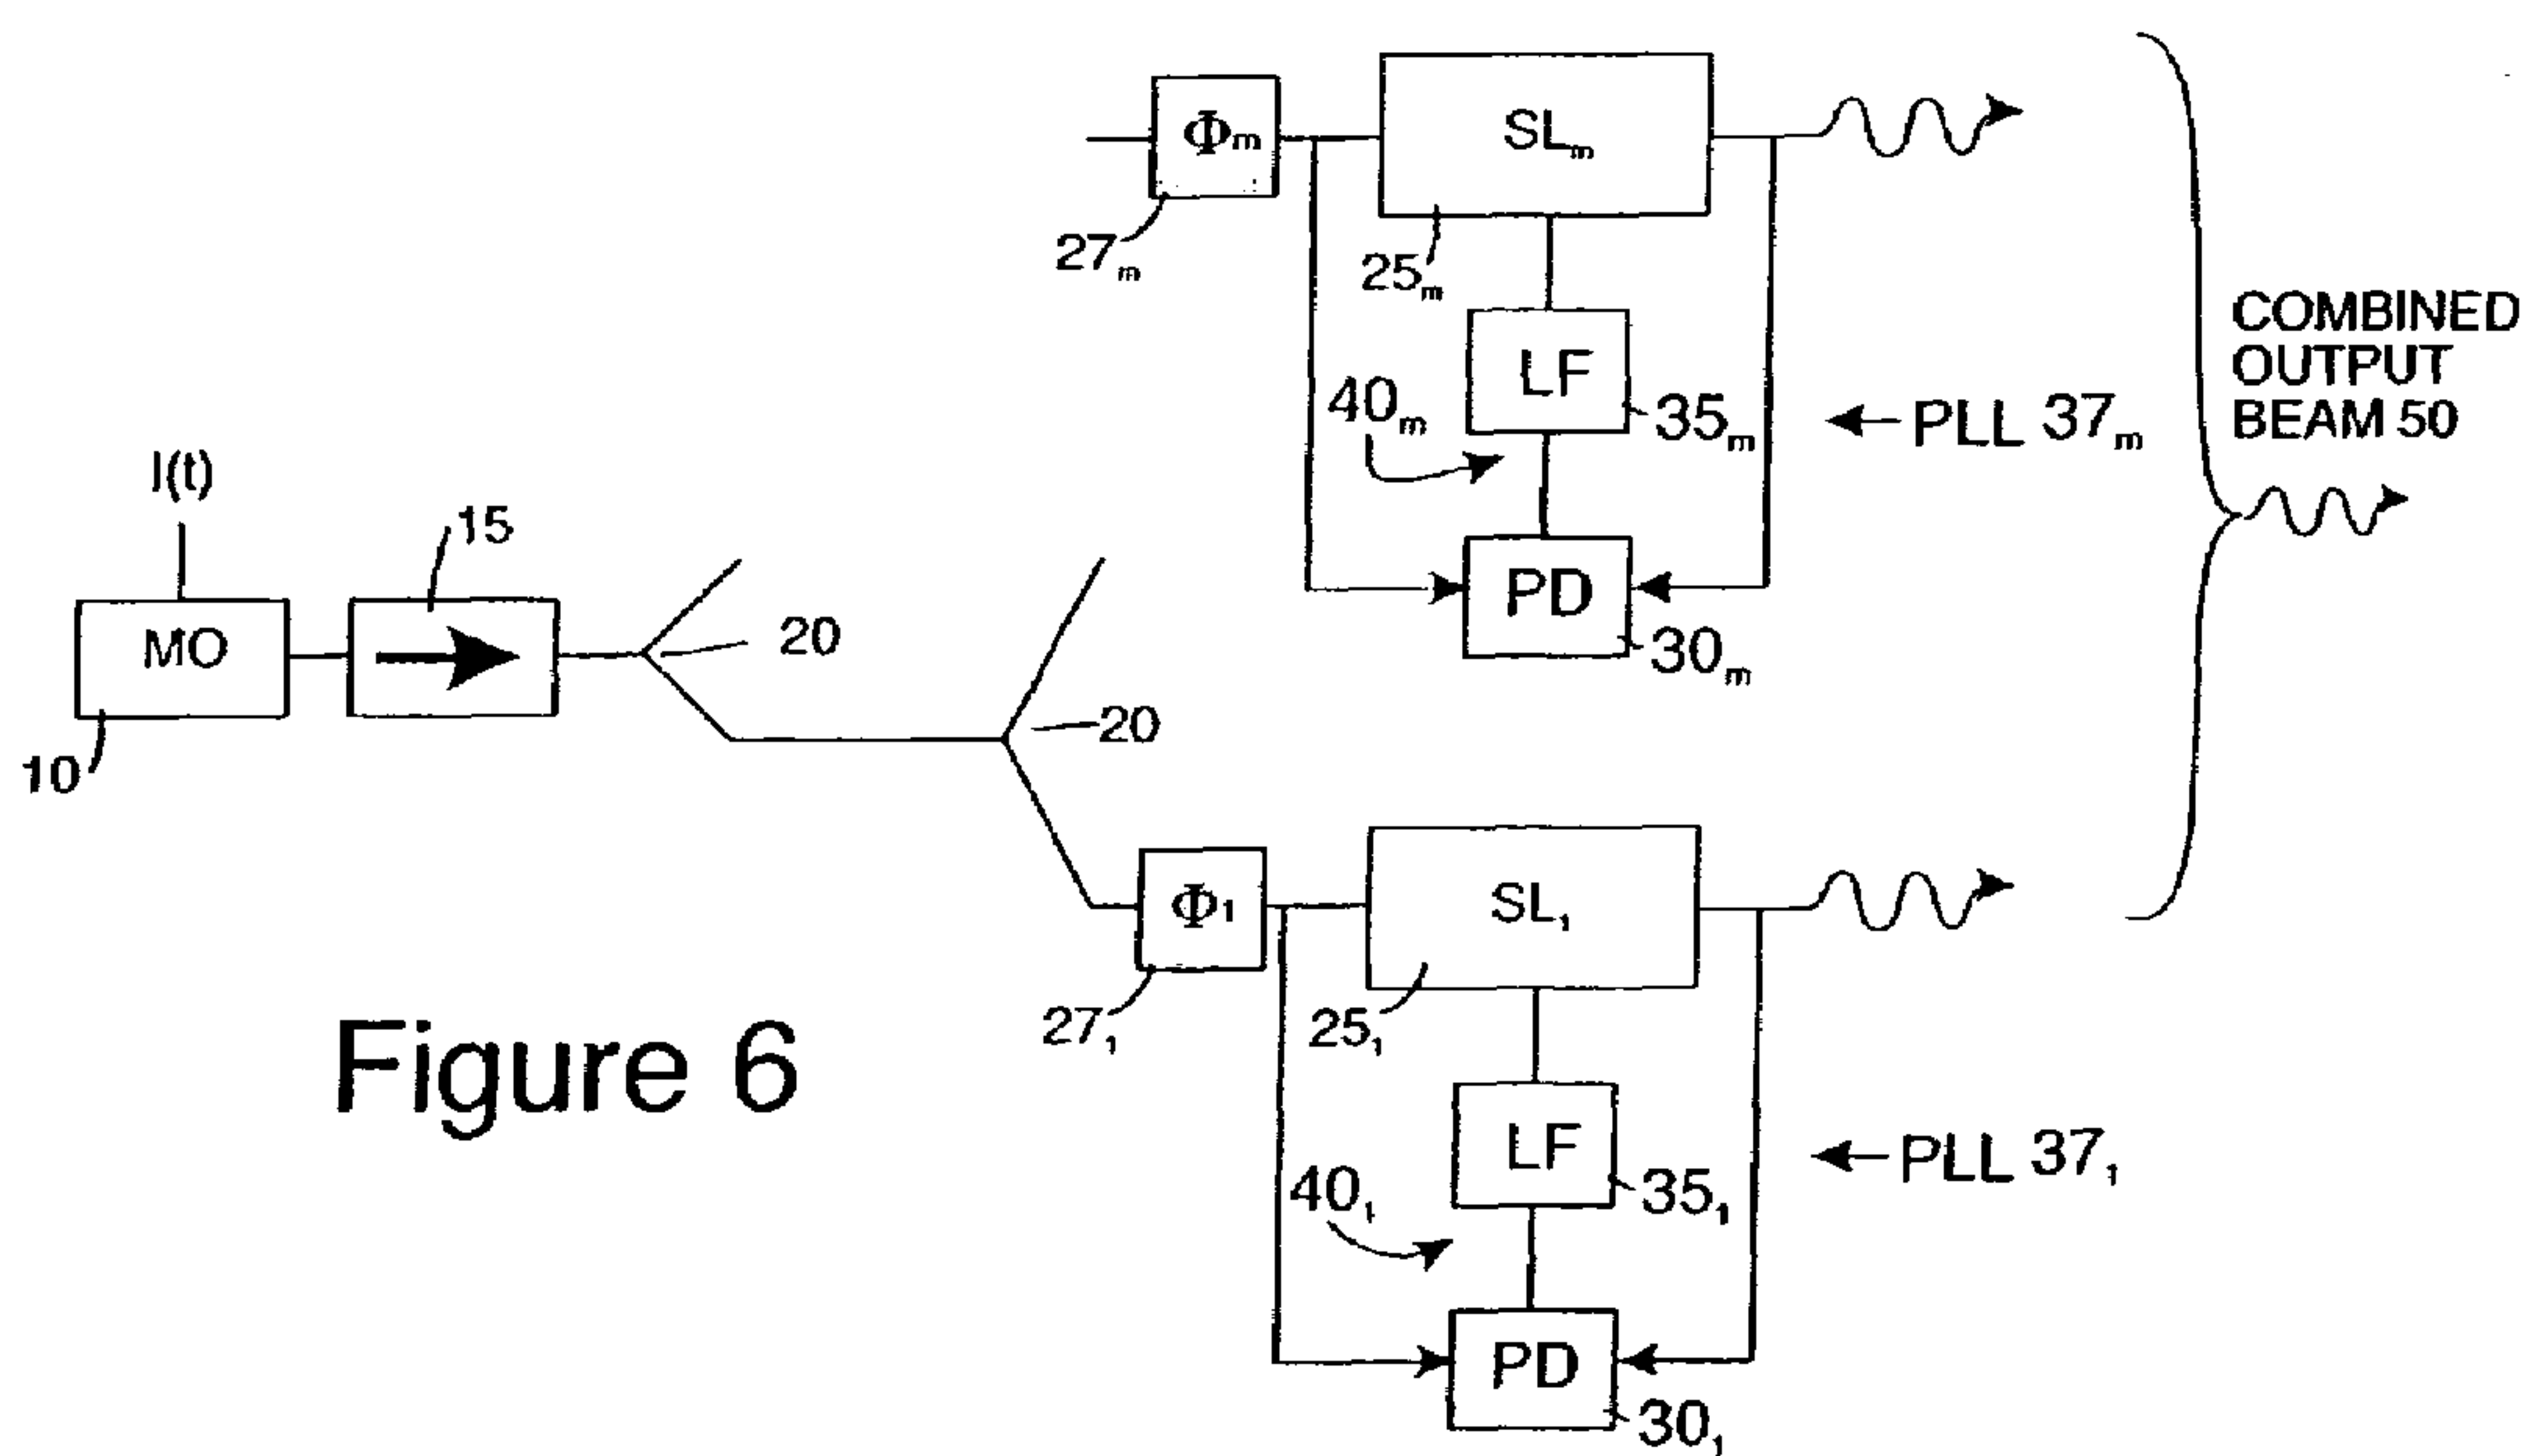 Φm
SLm
27m
25m
LF
40m
35m
PLL 37m
COMBINED
OUTPUT
BEAM 50
PD
30m
I(t)
15
MO
20
20
10
Φ1
SL1
271
251
LF
401
351
PLL 371
PD
301
Figure 6